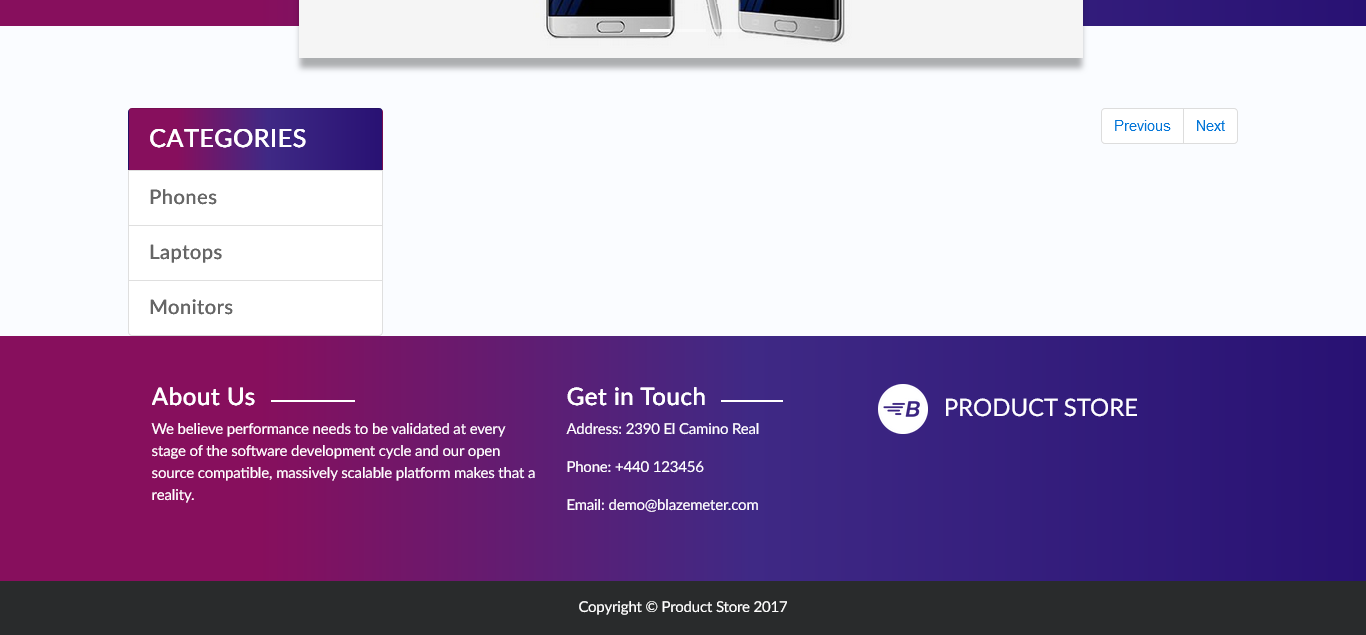 CATEGORIES
Phones
Laptops
Monitors
Previous
Next
About Us
We believe performance needs to be validated at every
stage of the software development cycle and our open
source compatible, massively scalable platform makes that a
reality.
Get in Touch
Address: 2390 El Camino Real
Phone: +440 123456
Email: demo@blazemeter.com
B
PRODUCT STORE
Copyright © Product Store 2017